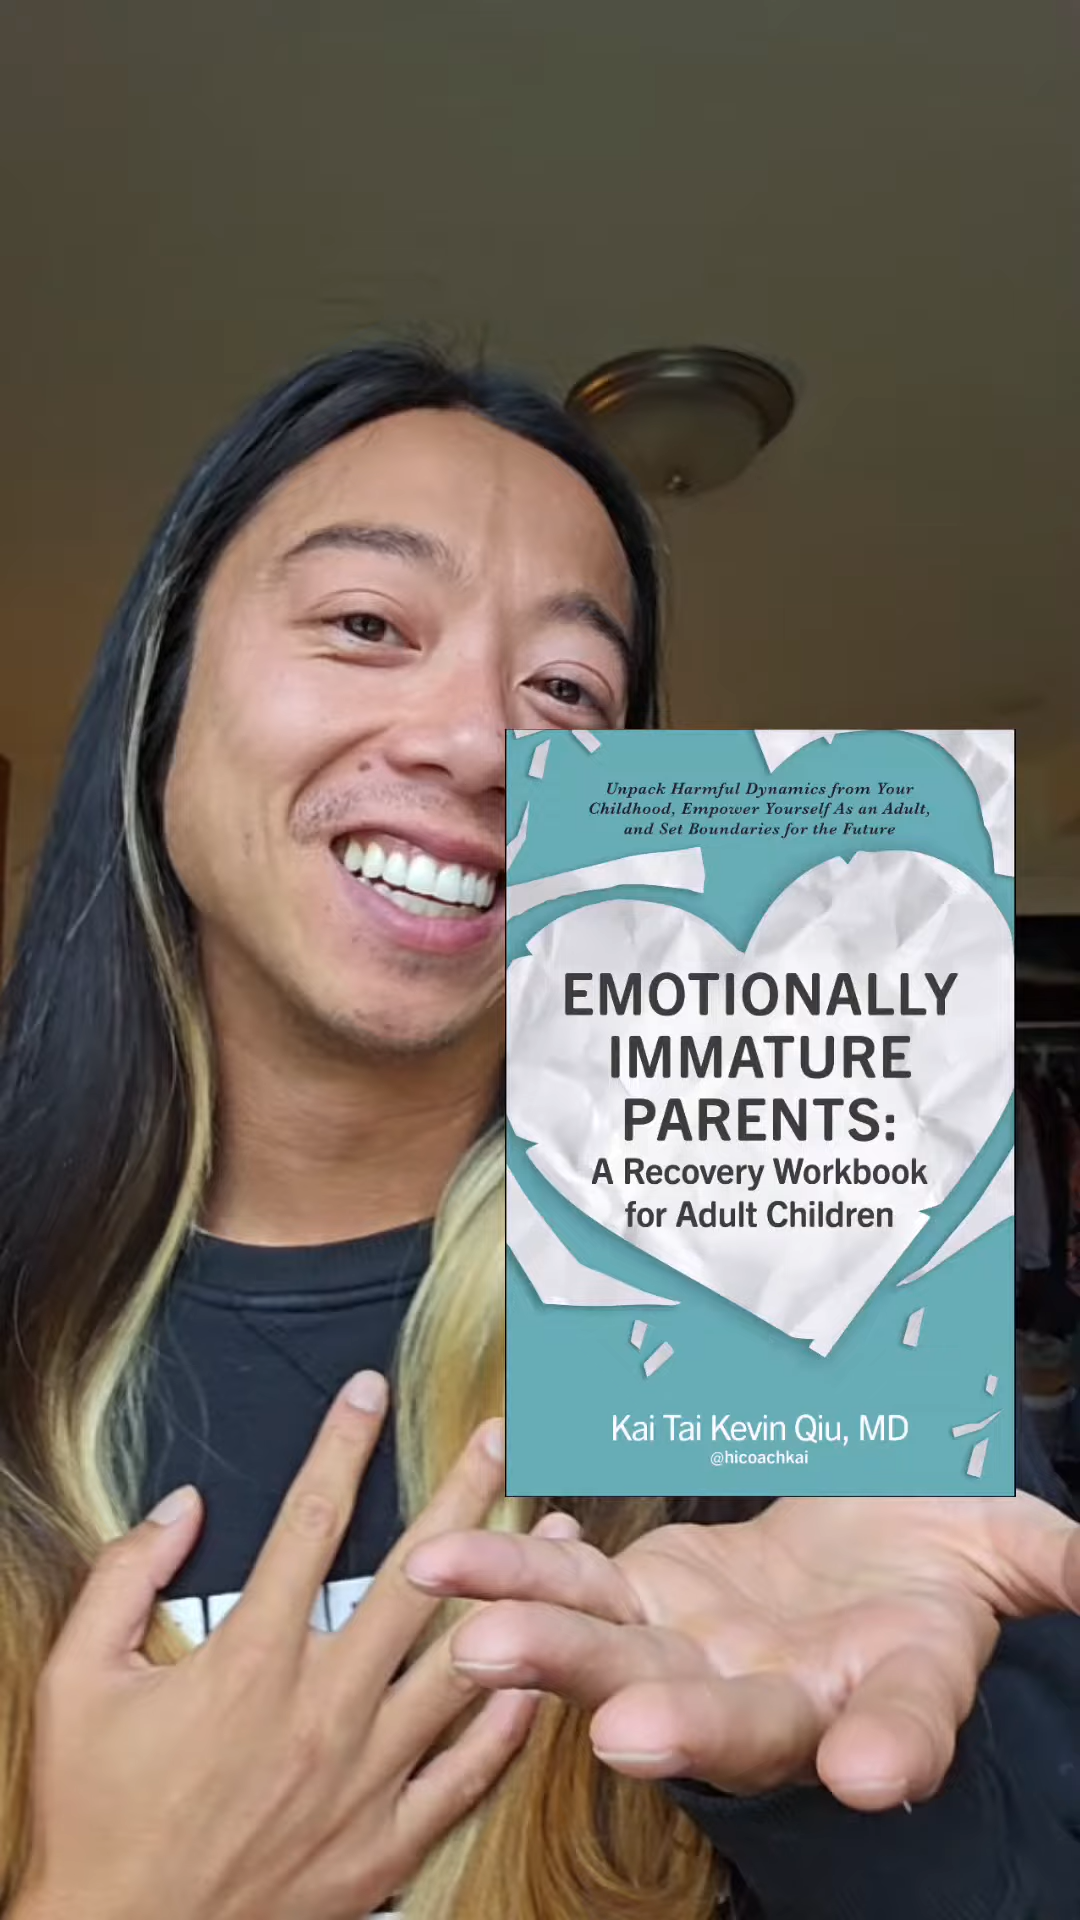 Unpack Harmful Dynamics from Your
Childhood, Empower Yourself As an Adult,
and Set Boundaries for the Future
EMOTIONALLY
IMMATURE
PARENTS:
A Recovery Workbook
for Adult Children
Kai Tai Kevin Qiu, MD
@hicoachkai